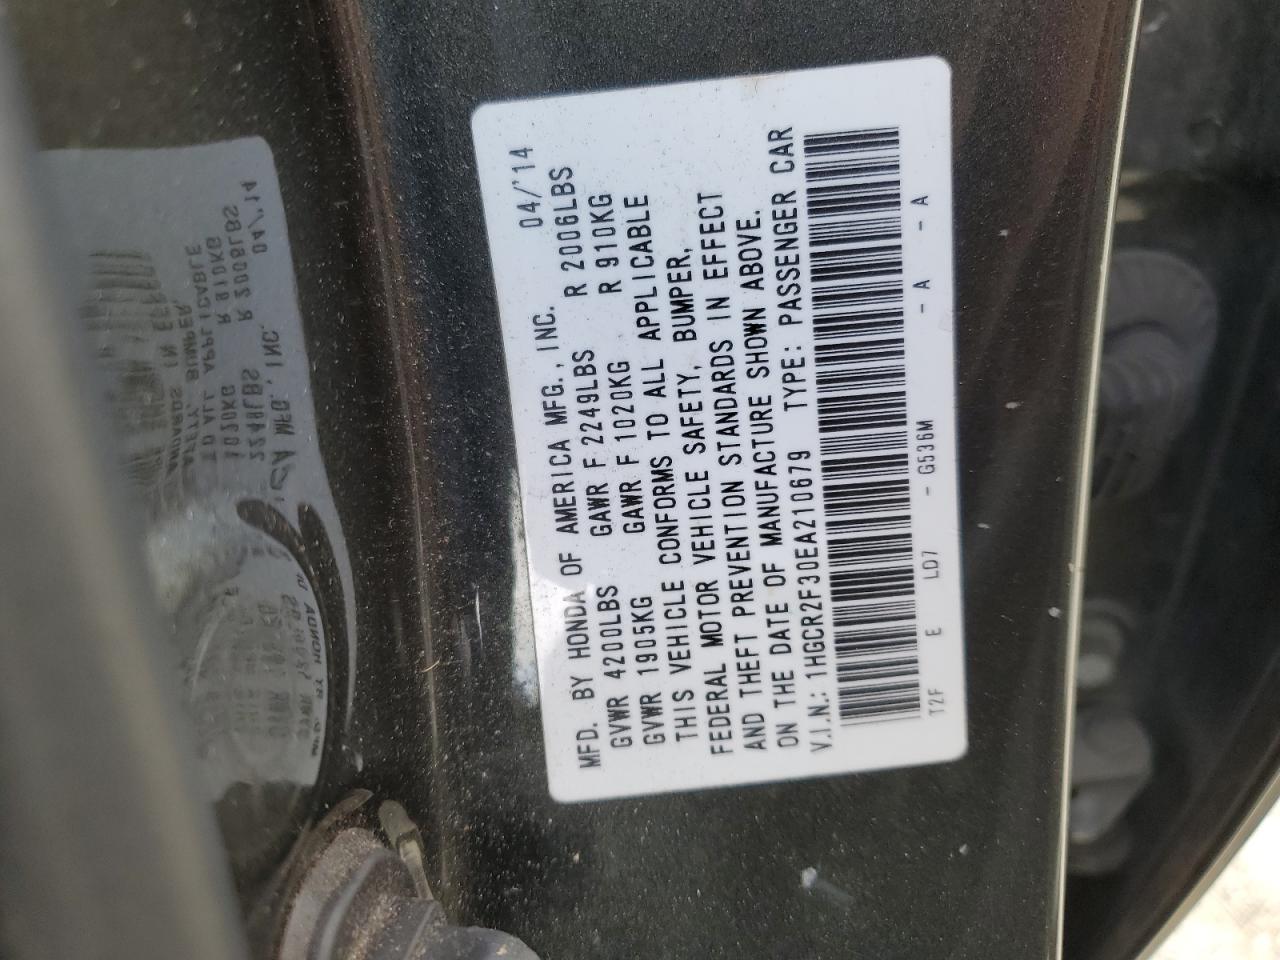 MFD. BY HONDA OF AMERICA MFG., INC. 04/'14
GVWR 4200LBS GAWR F 2249LBS R 2006LBS
GVWR 1905KG GAWR F 1020KG R 910KG
THIS VEHICLE CONFORMS TO ALL APPLICABLE
FEDERAL MOTOR VEHICLE SAFETY, BUMPER,
AND THEFT PREVENTION STANDARDS IN EFFECT
ON THE DATE OF MANUFACTURE SHOWN ABOVE.
V.I.N.: 1HGCR2F30EA210679 TYPE: PASSENGER CAR
T2F E LD7 - G536M - A - A